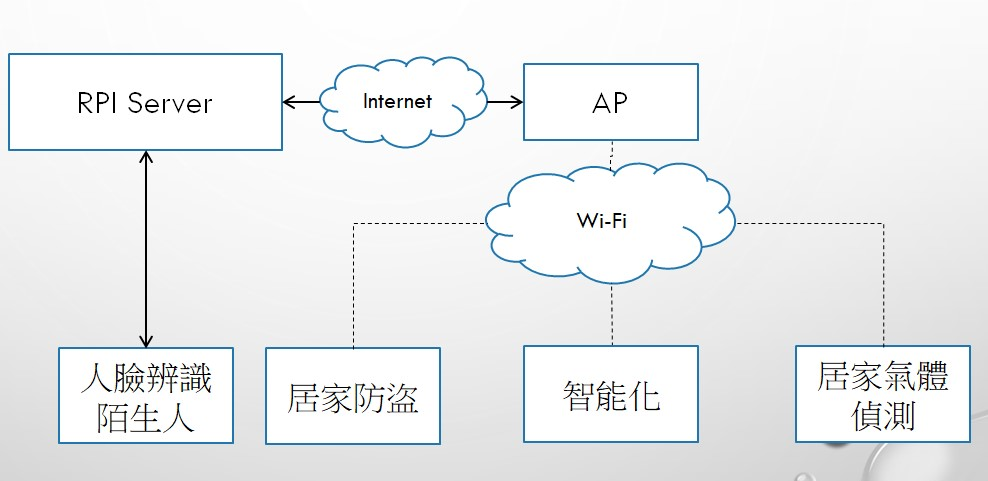 RPI Server
Internet
AP
Wi-Fi
人臉辨識
陌生人
居家防盜
智能化
居家氣體
偵測